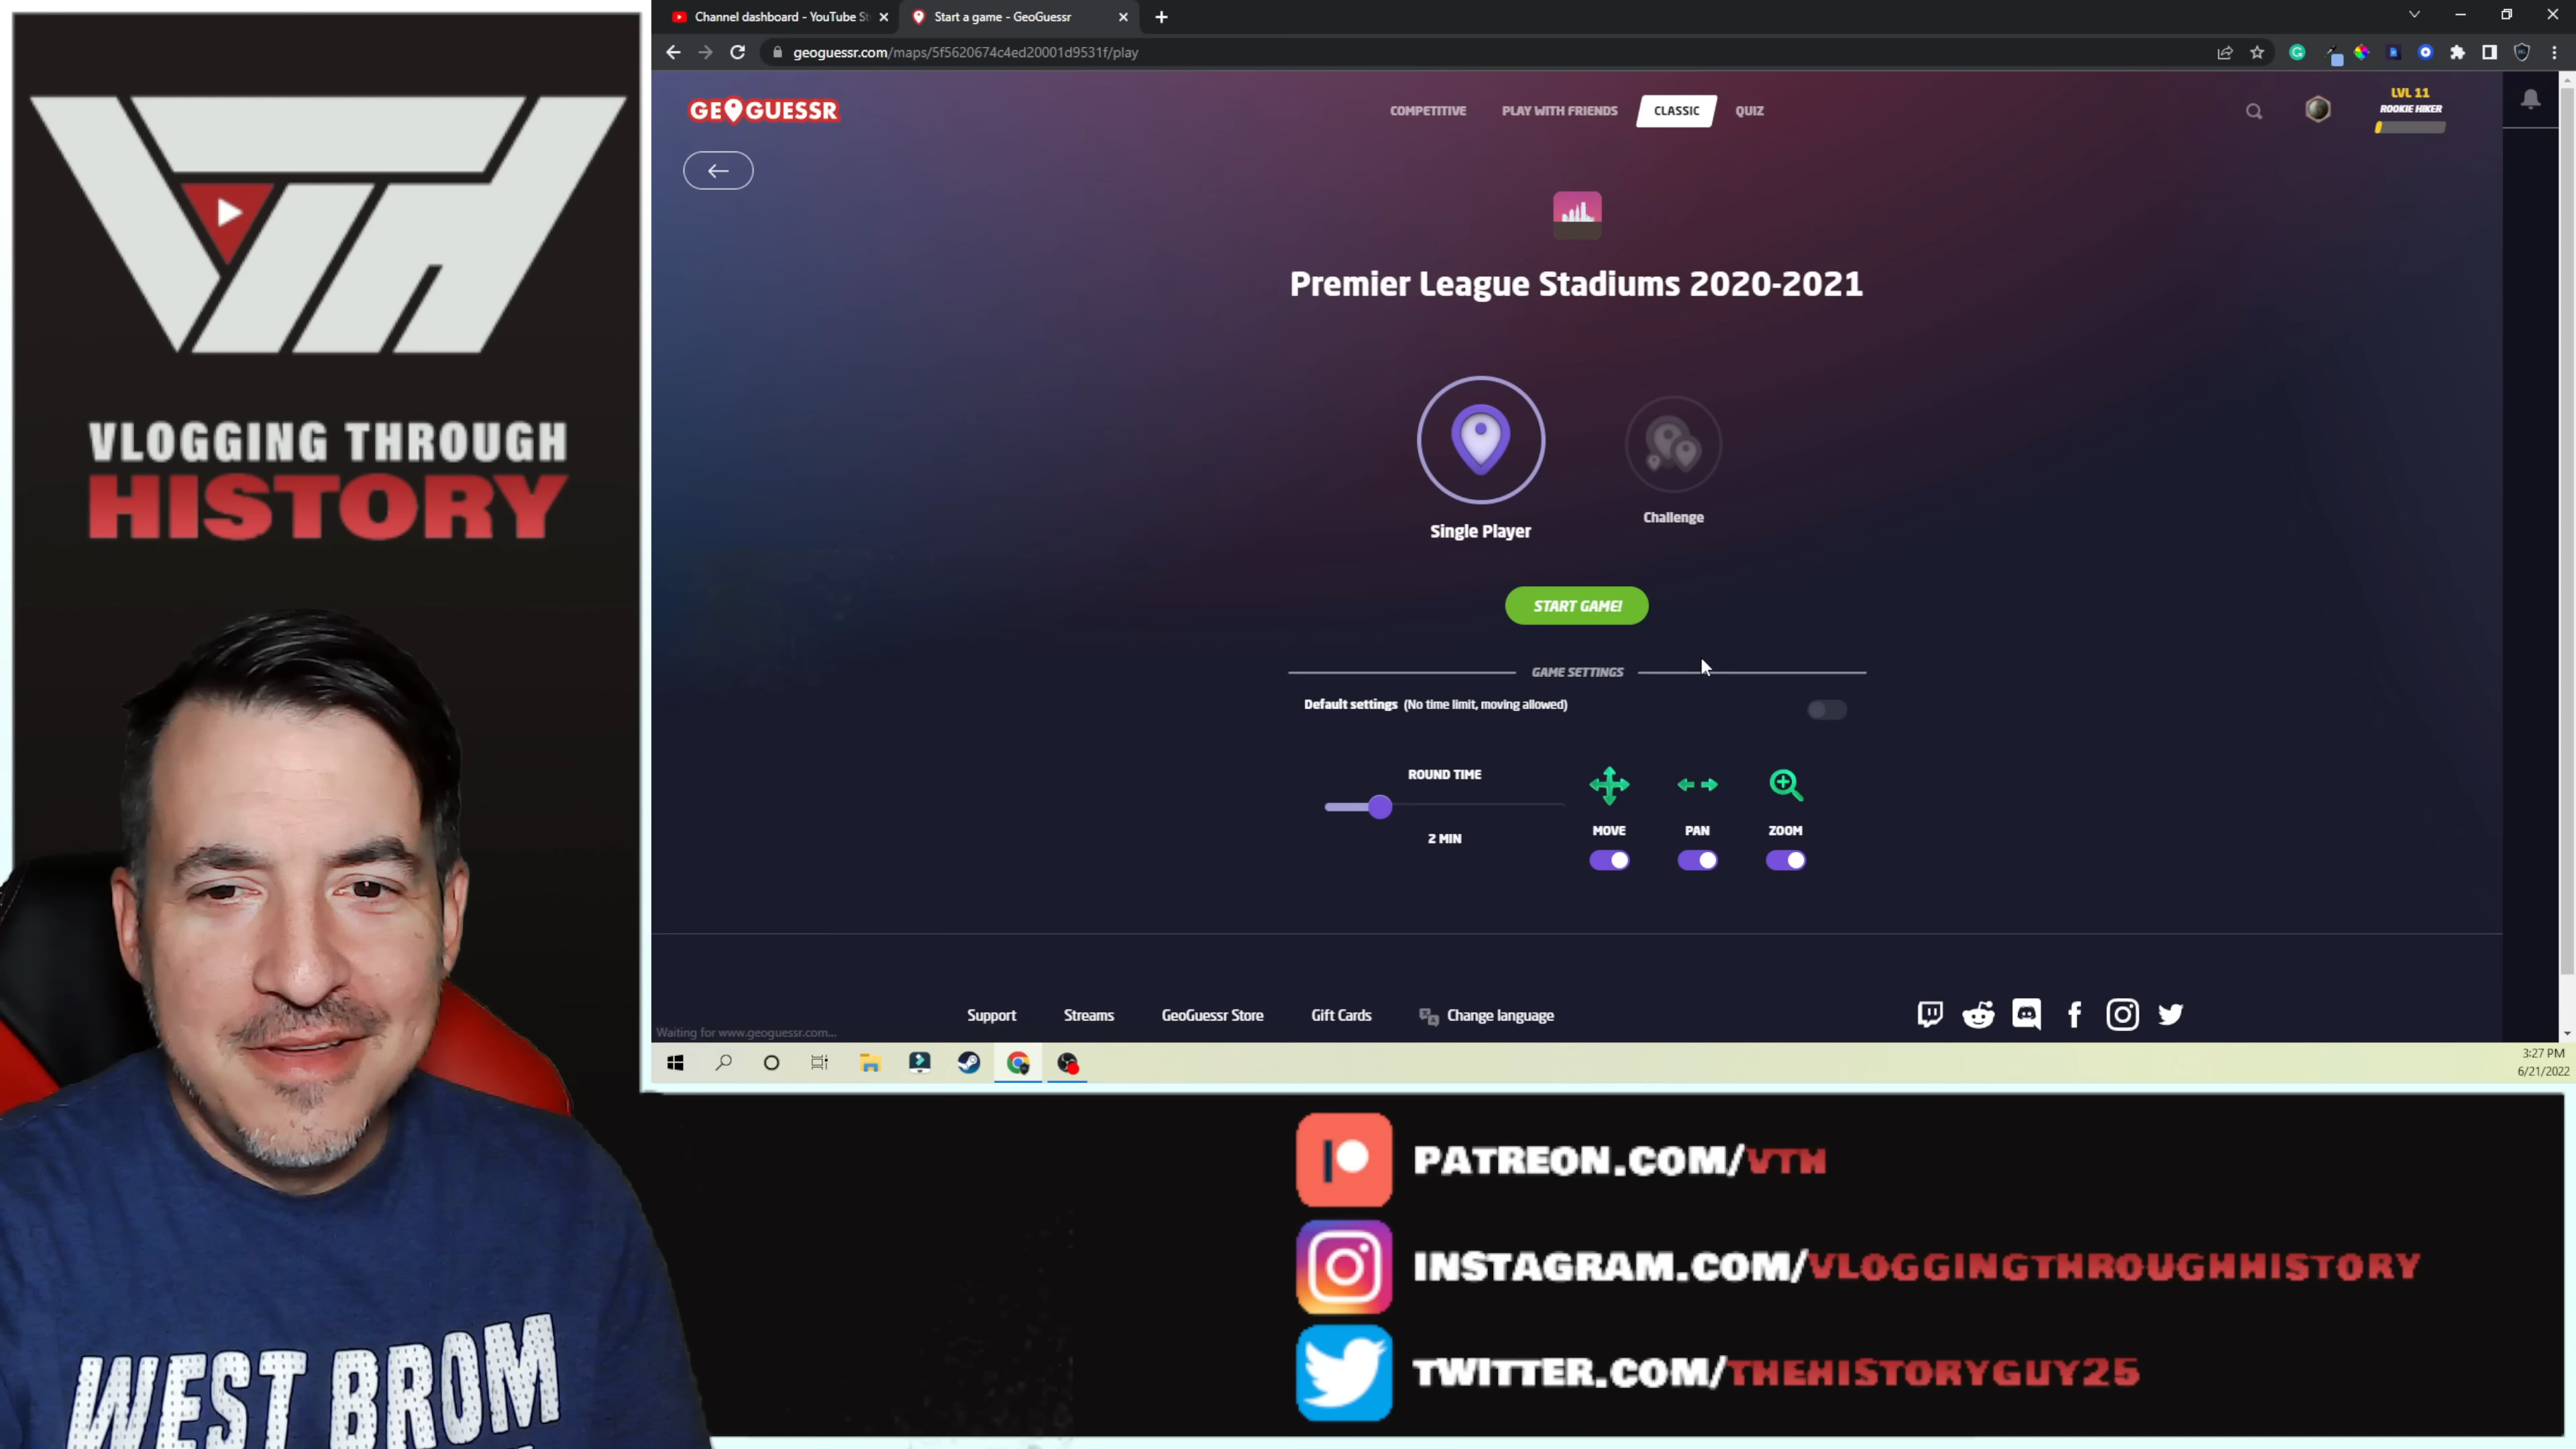 VTH
VLOGGING THROUGH
HISTORY
WEST BROM
Channel dashboard - YouTube St
Start a game - GeoGuessr
geoguessr.com/maps/5f5620674c4ed20001d9531f/play
GEOGUESSR
COMPETITIVE
PLAY WITH FRIENDS
CLASSIC
QUIZ
LVL 11
ROOKIE HIKER
Premier League Stadiums 2020-2021
Single Player
Challenge
START GAME!
GAME SETTINGS
Default settings (No time limit, moving allowed)
ROUND TIME
2 MIN
MOVE
PAN
ZOOM
Support
Streams
GeoGuessr Store
Gift Cards
Change language
Waiting for www.geoguessr.com...
3:27 PM
6/21/2022
PATREON.COM/VTH
INSTAGRAM.COM/VLOGGINGTHROUGHHISTORY
TWITTER.COM/THEHISTORYGUY25